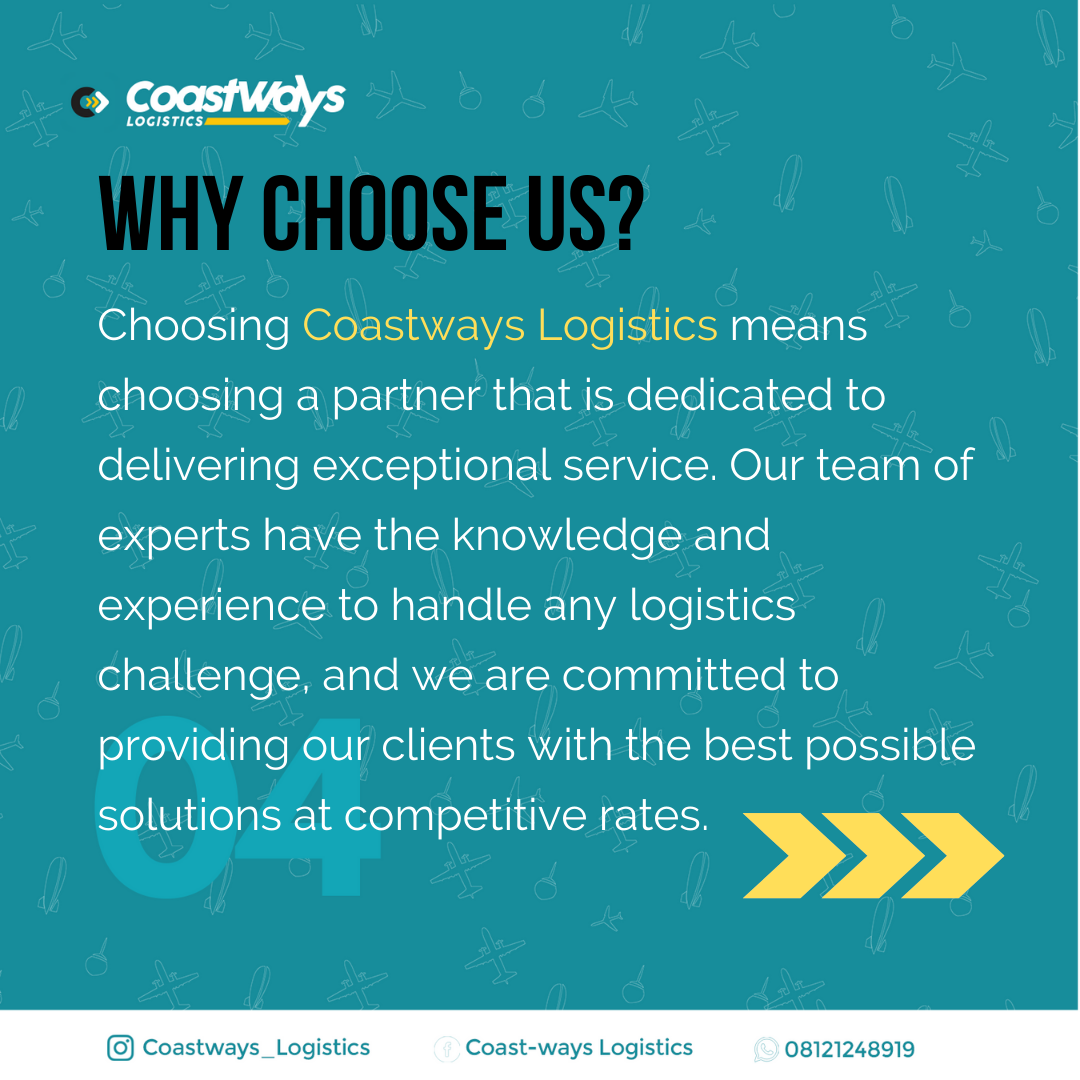 CoastWays
LOGISTICS
WHY CHOOSE US?
Choosing Coastways Logistics means
choosing a partner that is dedicated to
delivering exceptional service. Our team of
experts have the knowledge and
experience to handle any logistics
challenge, and we are committed to
providing our clients with the best possible
solutions at competitive rates.
04
Coastways_Logistics
Coast-ways Logistics
08121248919